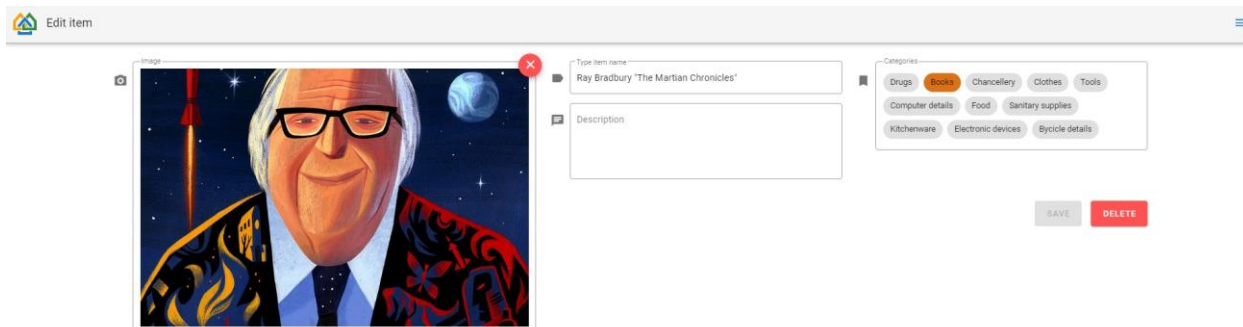 Edit item
Image
Type item name
Ray Bradbury "The Martian Chronicles"
Description
Categories
Drugs Books Chancellery Clothes Tools
Computer details Food Sanitary supplies
Kitchenware Electronic devices Bycicle details
SAVE DELETE